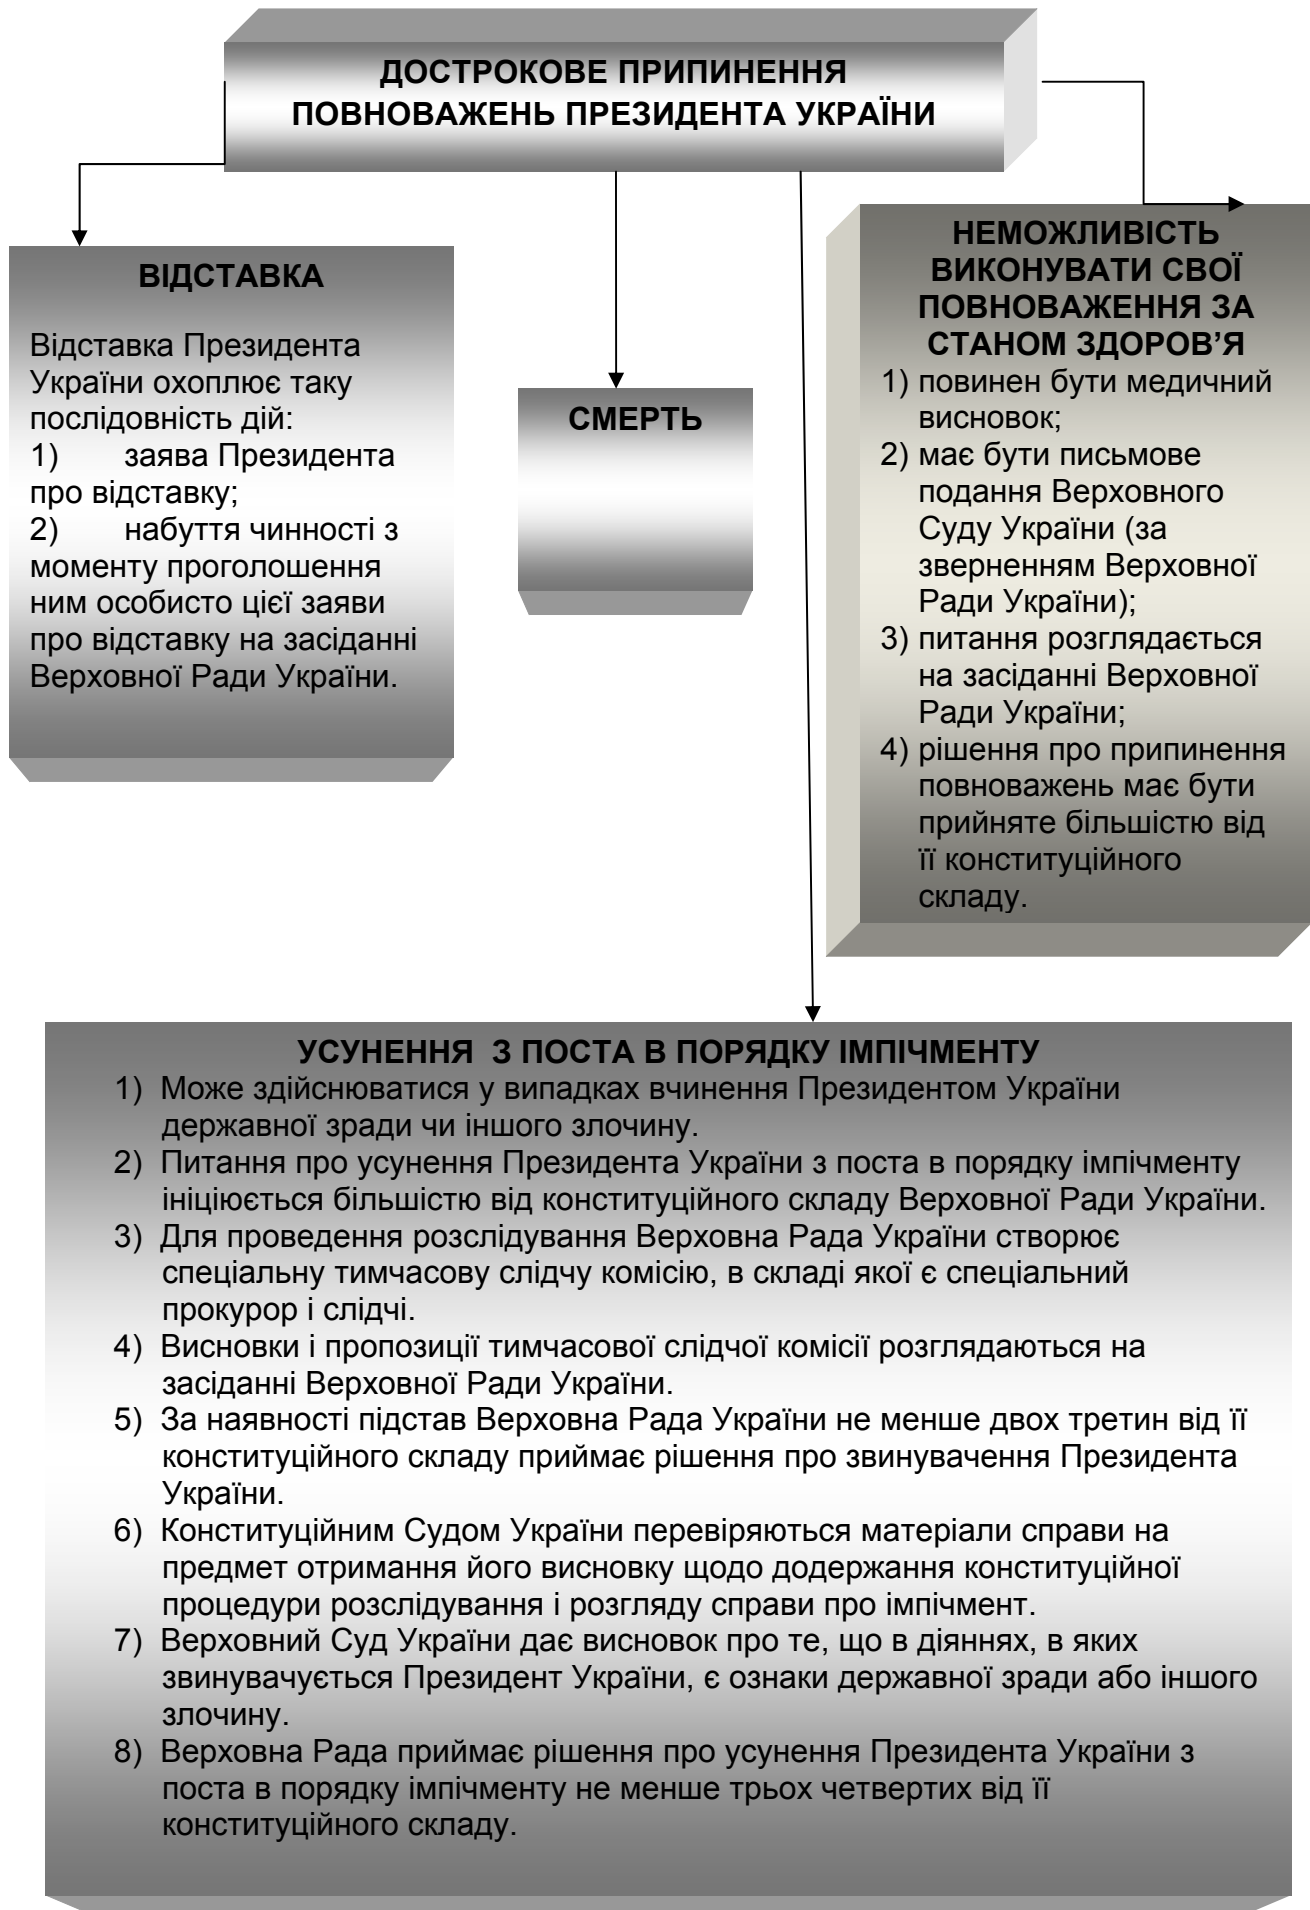 ДОСТРОКОВЕ ПРИПИНЕННЯ
ПОВНОВАЖЕНЬ ПРЕЗИДЕНТА УКРАЇНИ
ВІДСТАВКА
Відставка Президента
України охоплює таку
послідовність дій:
1) заява Президента
про відставку;
2) набуття чинності з
моменту проголошення
ним особисто цієї заяви
про відставку на засіданні
Верховної Ради України.
СМЕРТЬ
НЕМОЖЛИВІСТЬ
ВИКОНУВАТИ СВОЇ
ПОВНОВАЖЕННЯ ЗА
СТАНОМ ЗДОРОВ’Я
1) повинен бути медичний
висновок;
2) має бути письмове
подання Верховного
Суду України (за
зверненням Верховної
Ради України);
3) питання розглядається
на засіданні Верховної
Ради України;
4) рішення про припинення
повноважень має бути
прийняте більшістю від
її конституційного
складу.
УСУНЕННЯ З ПОСТА В ПОРЯДКУ ІМПІЧМЕНТУ
1) Може здійснюватися у випадках вчинення Президентом України
державної зради чи іншого злочину.
2) Питання про усунення Президента України з поста в порядку імпічменту
ініціюється більшістю від конституційного складу Верховної Ради України.
3) Для проведення розслідування Верховна Рада України створює
спеціальну тимчасову слідчу комісію, в складі якої є спеціальний
прокурор і слідчі.
4) Висновки і пропозиції тимчасової слідчої комісії розглядаються на
засіданні Верховної Ради України.
5) За наявності підстав Верховна Рада України не менше двох третин від її
конституційного складу приймає рішення про звинувачення Президента
України.
6) Конституційним Судом України перевіряються матеріали справи на
предмет отримання його висновку щодо додержання конституційної
процедури розслідування і розгляду справи про імпічмент.
7) Верховний Суд України дає висновок про те, що в діяннях, в яких
звинувачується Президент України, є ознаки державної зради або іншого
злочину.
8) Верховна Рада приймає рішення про усунення Президента України з
поста в порядку імпічменту не менше трьох четвертих від її
конституційного складу.